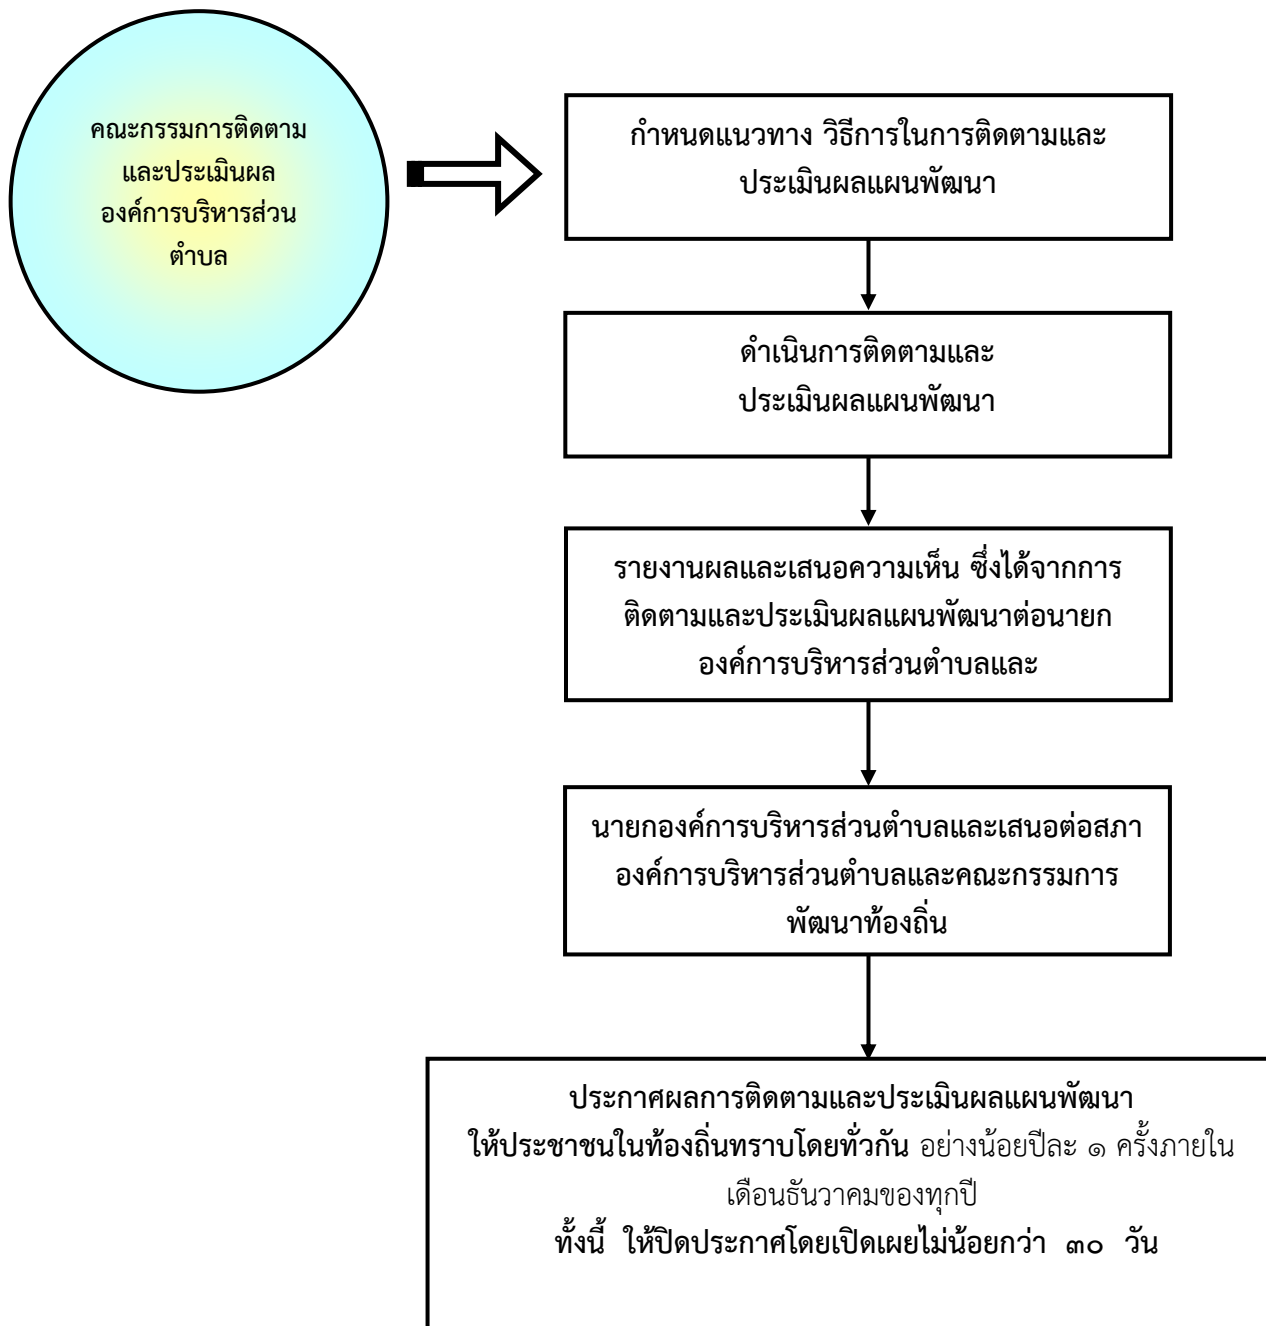 คณะกรรมการติดตาม
และประเมินผล
องค์การบริหารส่วน
ตำบล
กำหนดแนวทาง วิธีการในการติดตามและ
ประเมินผลแผนพัฒนา
ดำเนินการติดตามและ
ประเมินผลแผนพัฒนา
รายงานผลและเสนอความเห็น ซึ่งได้จากการ
ติดตามและประเมินผลแผนพัฒนาต่อนายก
องค์การบริหารส่วนตำบลและ
นายกองค์การบริหารส่วนตำบลและเสนอต่อสภา
องค์การบริหารส่วนตำบลและคณะกรรมการ
พัฒนาท้องถิ่น
ประกาศผลการติดตามและประเมินผลแผนพัฒนา
ให้ประชาชนในท้องถิ่นทราบโดยทั่วกัน อย่างน้อยปีละ ๑ ครั้งภายใน
เดือนธันวาคมของทุกปี
ทั้งนี้ ให้ปิดประกาศโดยเปิดเผยไม่น้อยกว่า ๓๐ วัน